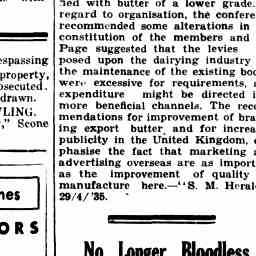 fied with butter of a lower grade.
regard to organisation, the confere
recommended some alterations in
constitution of the members and
Page suggested that the levies
posed upon the dairying industry
the maintenance of the existing bod
were excessive for requirements, a
expenditure might be directed i
more beneficial channels. The reco
mendations for improvement of bra
ing export butter, and for increa
publicity in the United Kingdom, e
phasise the fact that marketing a
advertising overseas are as import
as the improvement of quality
manufacture here.—"S. M. Heral
29/4/'35.
No Longer Bloodless
espassing
property,
osecuted.
drawn.
LING.
," Scone
nes
ORS